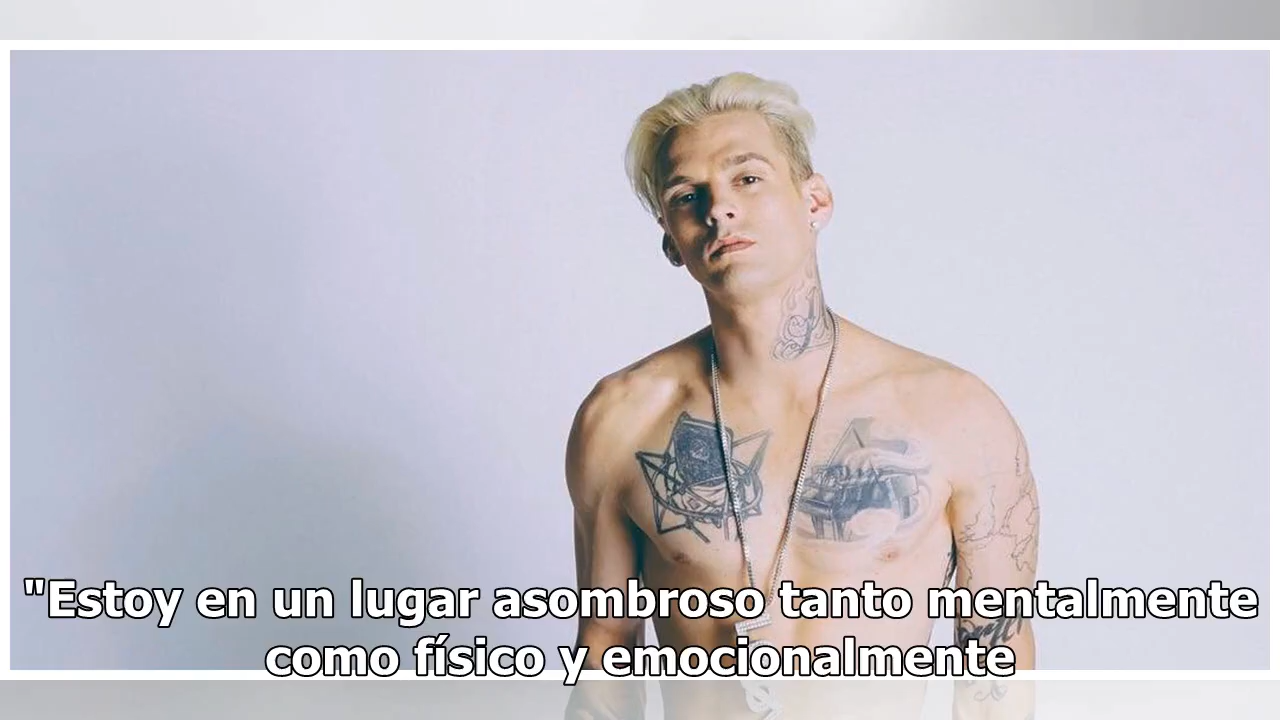 "Estoy en un lugar asombroso tanto mentalmente
como físico y emocionalmente